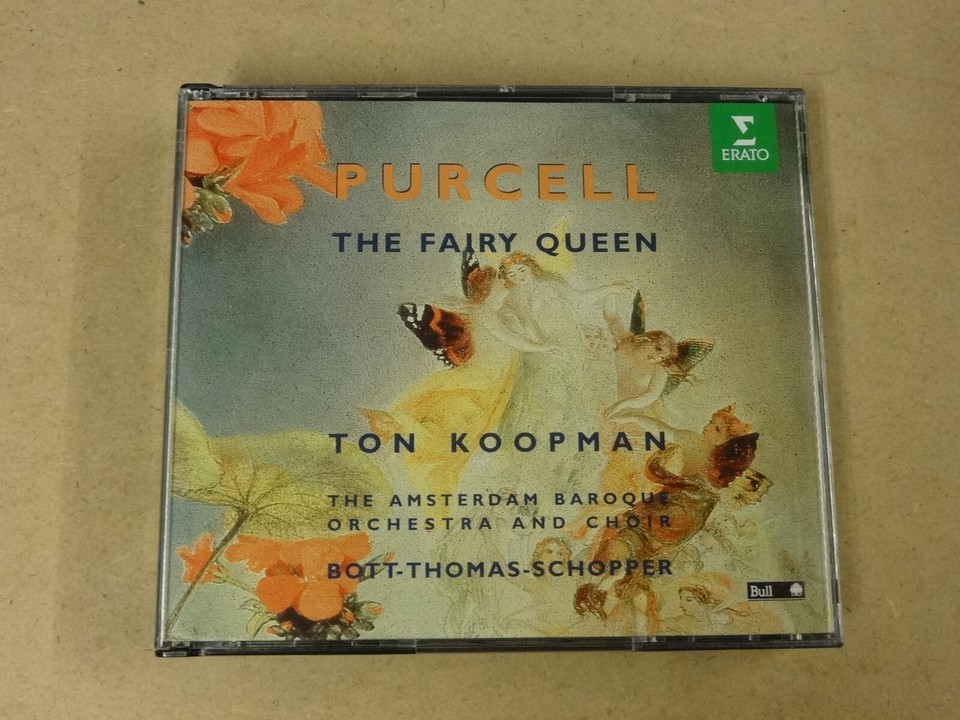 ERATO
PURCELL
THE FAIRY QUEEN
TON KOOPMAN
THE AMSTERDAM BAROQUE
ORCHESTRA AND CHOIR
BOTT-THOMAS-SCHOPPER
Bull